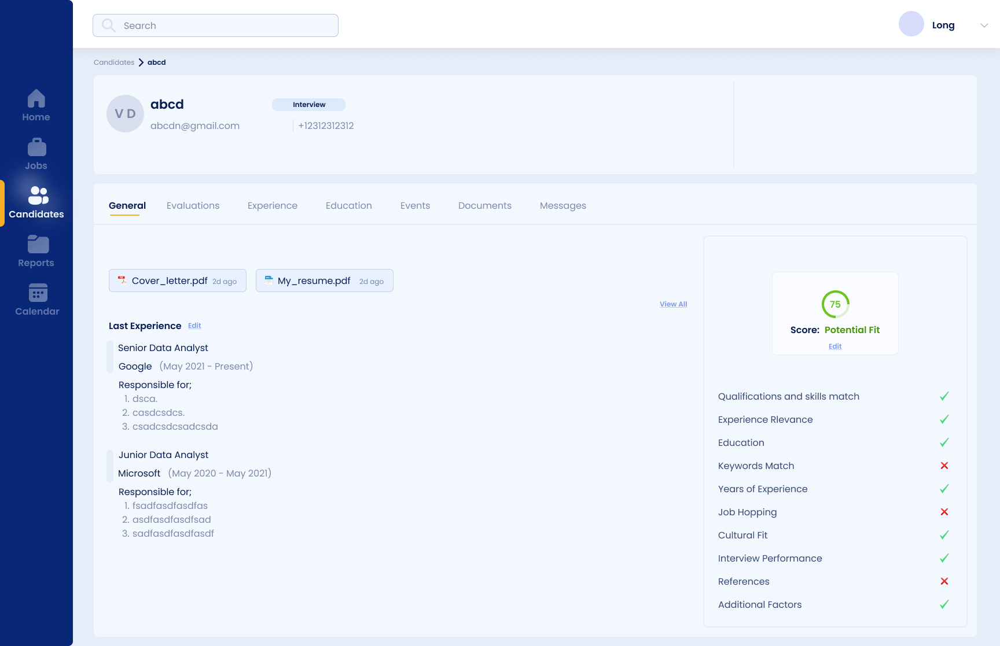 Search
Long
Home
Jobs
Candidates
Reports
Calendar
Candidates abcd
V D
abcd
Interview
abcdn@gmail.com
+12312312312
General Evaluations Experience Education Events Documents Messages
Cover_letter.pdf 2d ago
My_resume.pdf 2d ago
View All
Last Experience Edit
Senior Data Analyst
Google (May 2021 - Present)
Responsible for;
1. dsca.
2. casdcsdcs.
3. csadcsdcsadcsda
Junior Data Analyst
Microsoft (May 2020 - May 2021)
Responsible for;
1. fsadfasdfasdfas
2. asdfasdfasdfsad
3. sadfasdfasdfasdf
75
Score: Potential Fit
Edit
Qualifications and skills match
Experience Rlevance
Education
Keywords Match
Years of Experience
Job Hopping
Cultural Fit
Interview Performance
References
Additional Factors